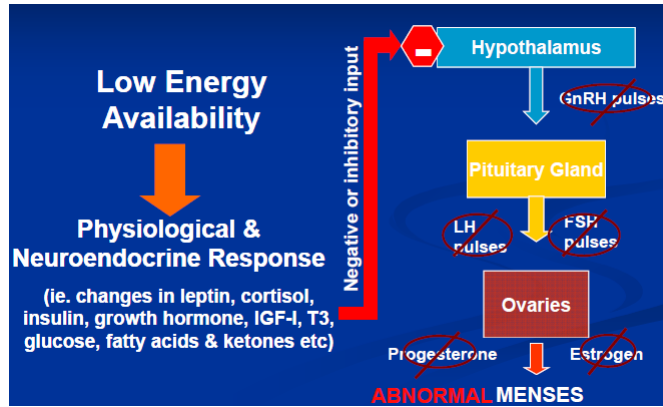 Low Energy
Availability
Physiological &
Neuroendocrine Response
(ie. changes in leptin, cortisol,
insulin, growth hormone, IGF-I, T3,
glucose, fatty acids & ketones etc)
Negative or inhibitory input
-
Hypothalamus
GnRH pulses
Pituitary Gland
LH
pulses
FSH
pulses
Ovaries
Progesterone
Estrogen
ABNORMAL MENSES